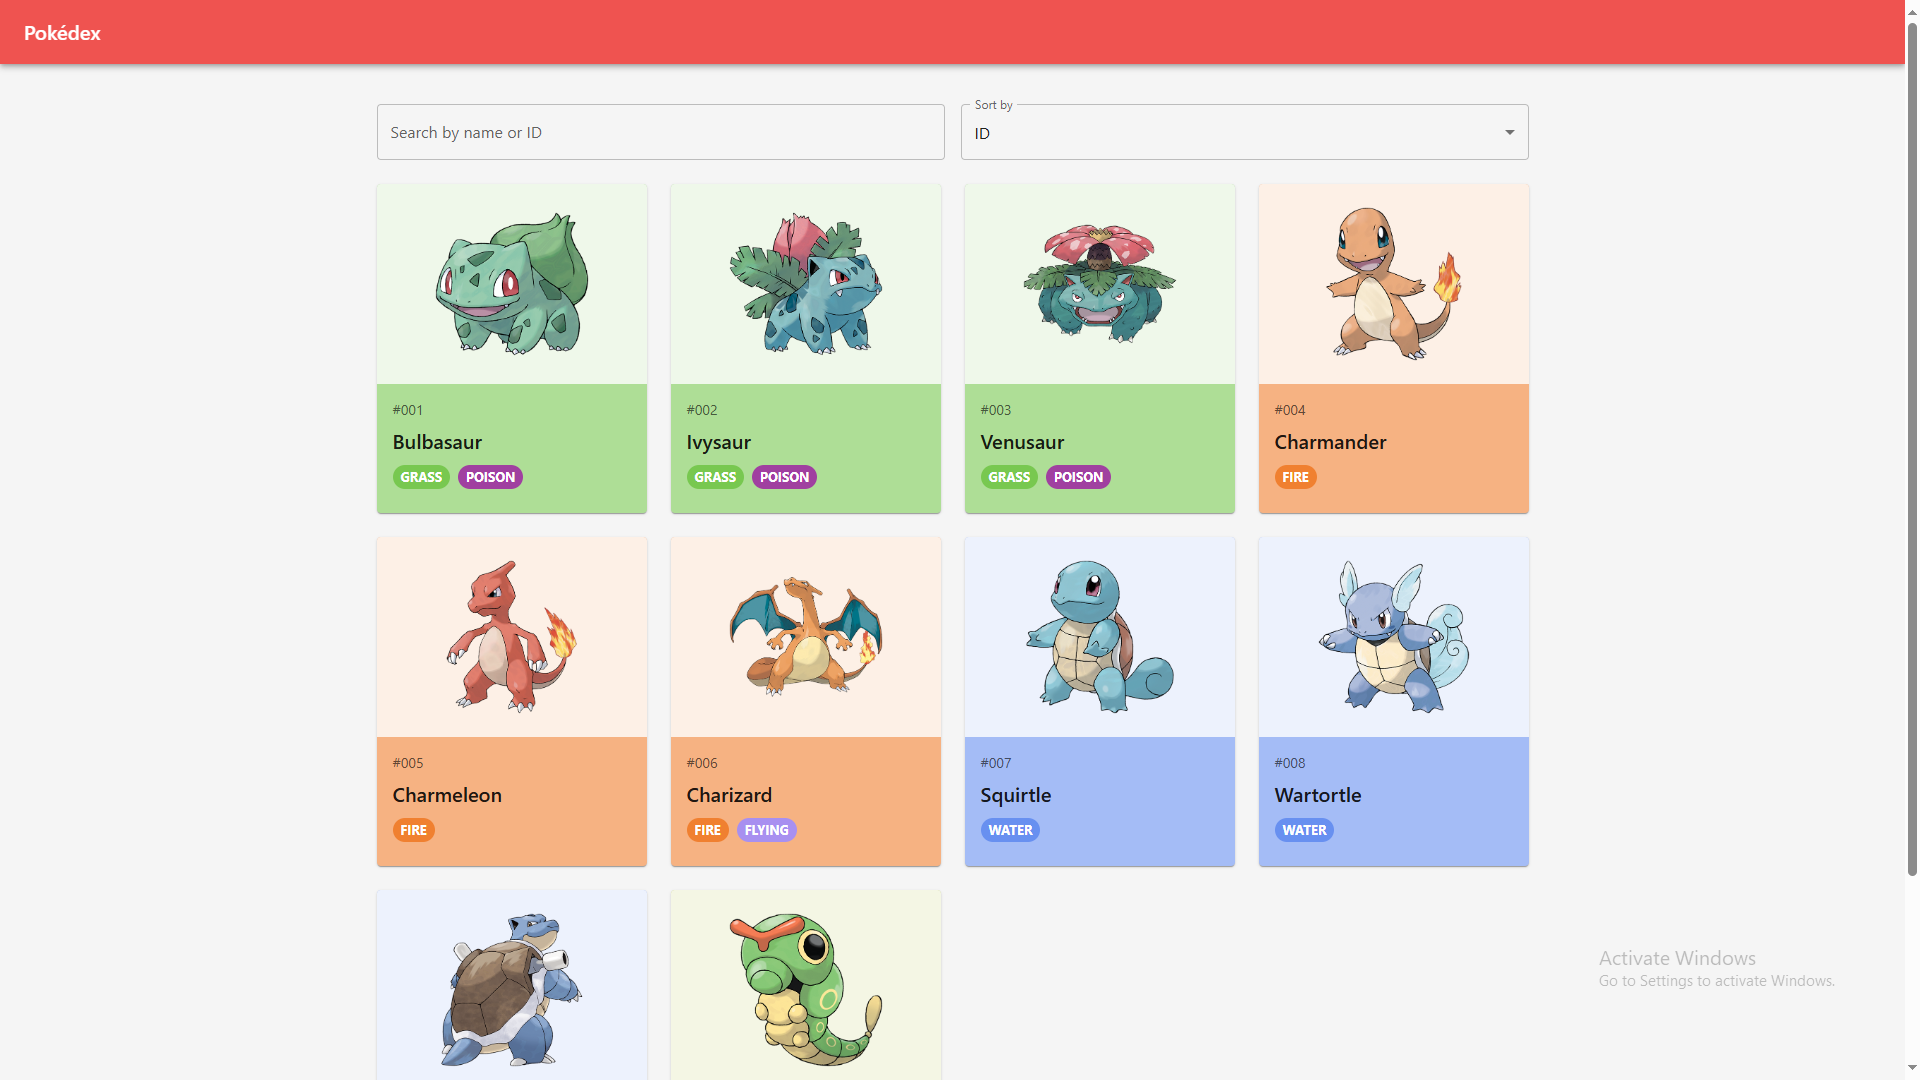 Pokédex
Search by name or ID
Sort by
ID
#001
Bulbasaur
GRASS POISON
#002
Ivysaur
GRASS POISON
#003
Venusaur
GRASS POISON
#004
Charmander
FIRE
#005
Charmeleon
FIRE
#006
Charizard
FIRE FLYING
#007
Squirtle
WATER
#008
Wartortle
WATER
Activate Windows
Go to Settings to activate Windows.